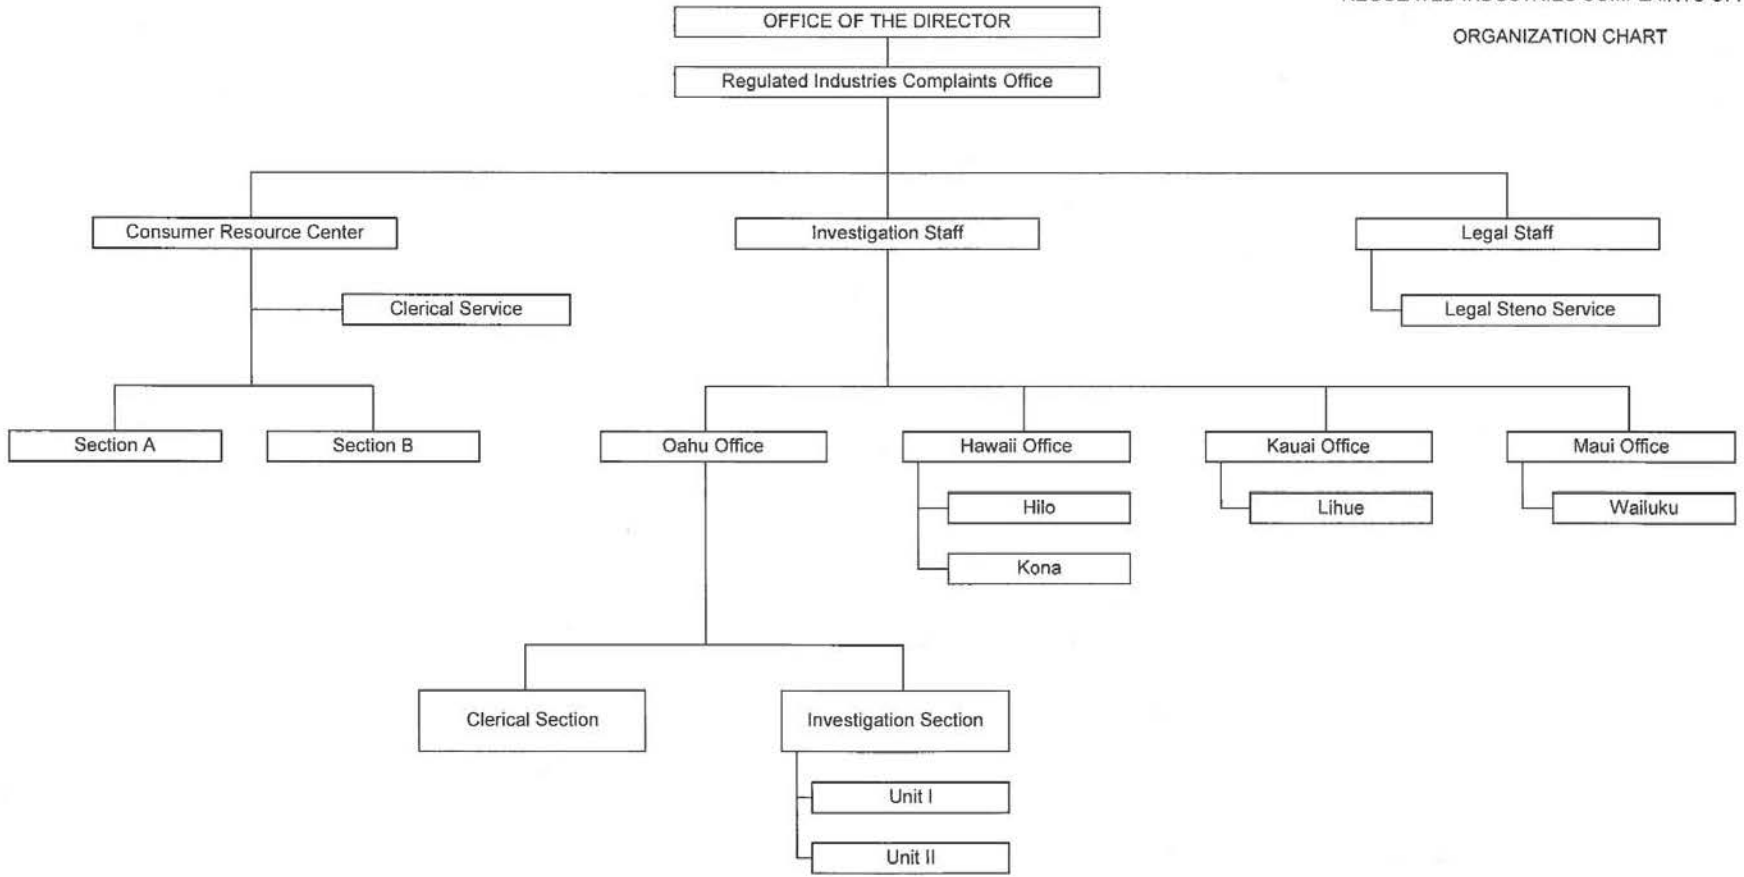 OFFICE OF THE DIRECTOR
ORGANIZATION CHART
Regulated Industries Complaints Office
Consumer Resource Center
Investigation Staff
Legal Staff
Clerical Service
Legal Steno Service
Section A
Section B
Oahu Office
Hawaii Office
Kauai Office
Maui Office
Hilo
Lihue
Wailuku
Kona
Clerical Section
Investigation Section
Unit I
Unit II